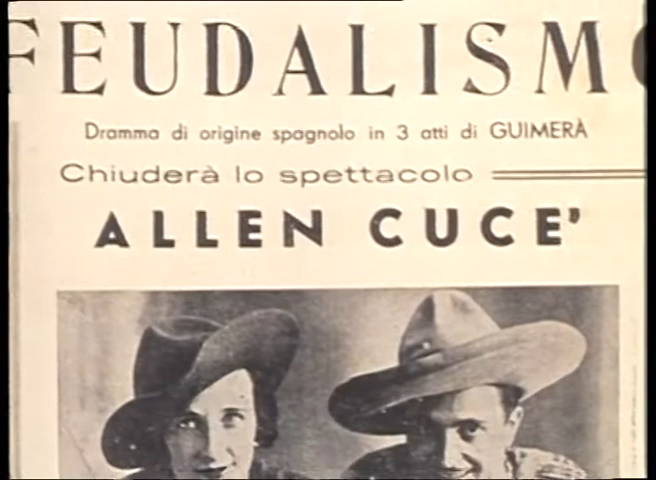 FEUDALISMO
Dramma di origine spagnolo in 3 atti di GUIMERÀ
Chiuderà lo spettacolo
ALLEN CUCE'